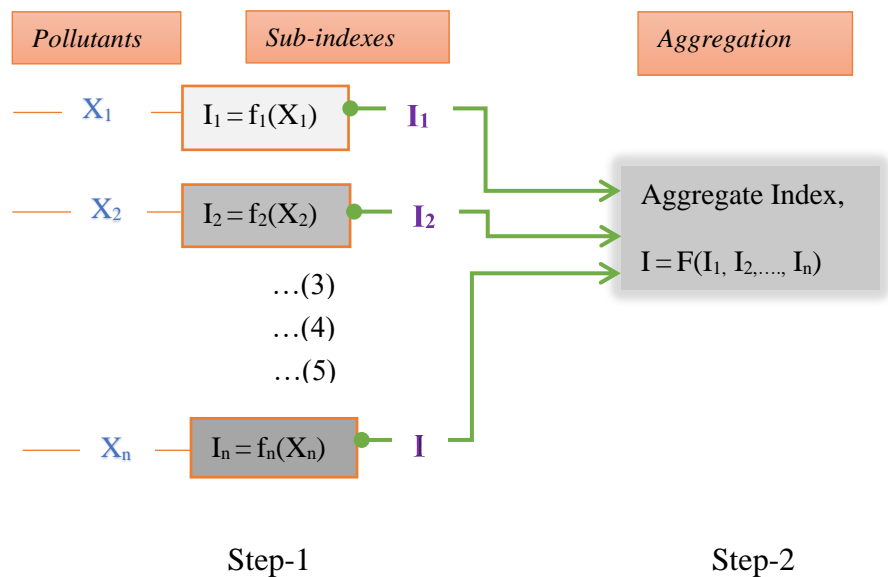 Pollutants Sub-indexes Aggregation
X₁ I₁ = f₁(X₁) I₁
X₂ I₂ = f₂(X₂) I₂
Aggregate Index,
I = F(I₁, I₂,...., Iₙ)
…(3)
…(4)
…(5)
Xₙ Iₙ = fₙ(Xₙ) I
Step-1 Step-2